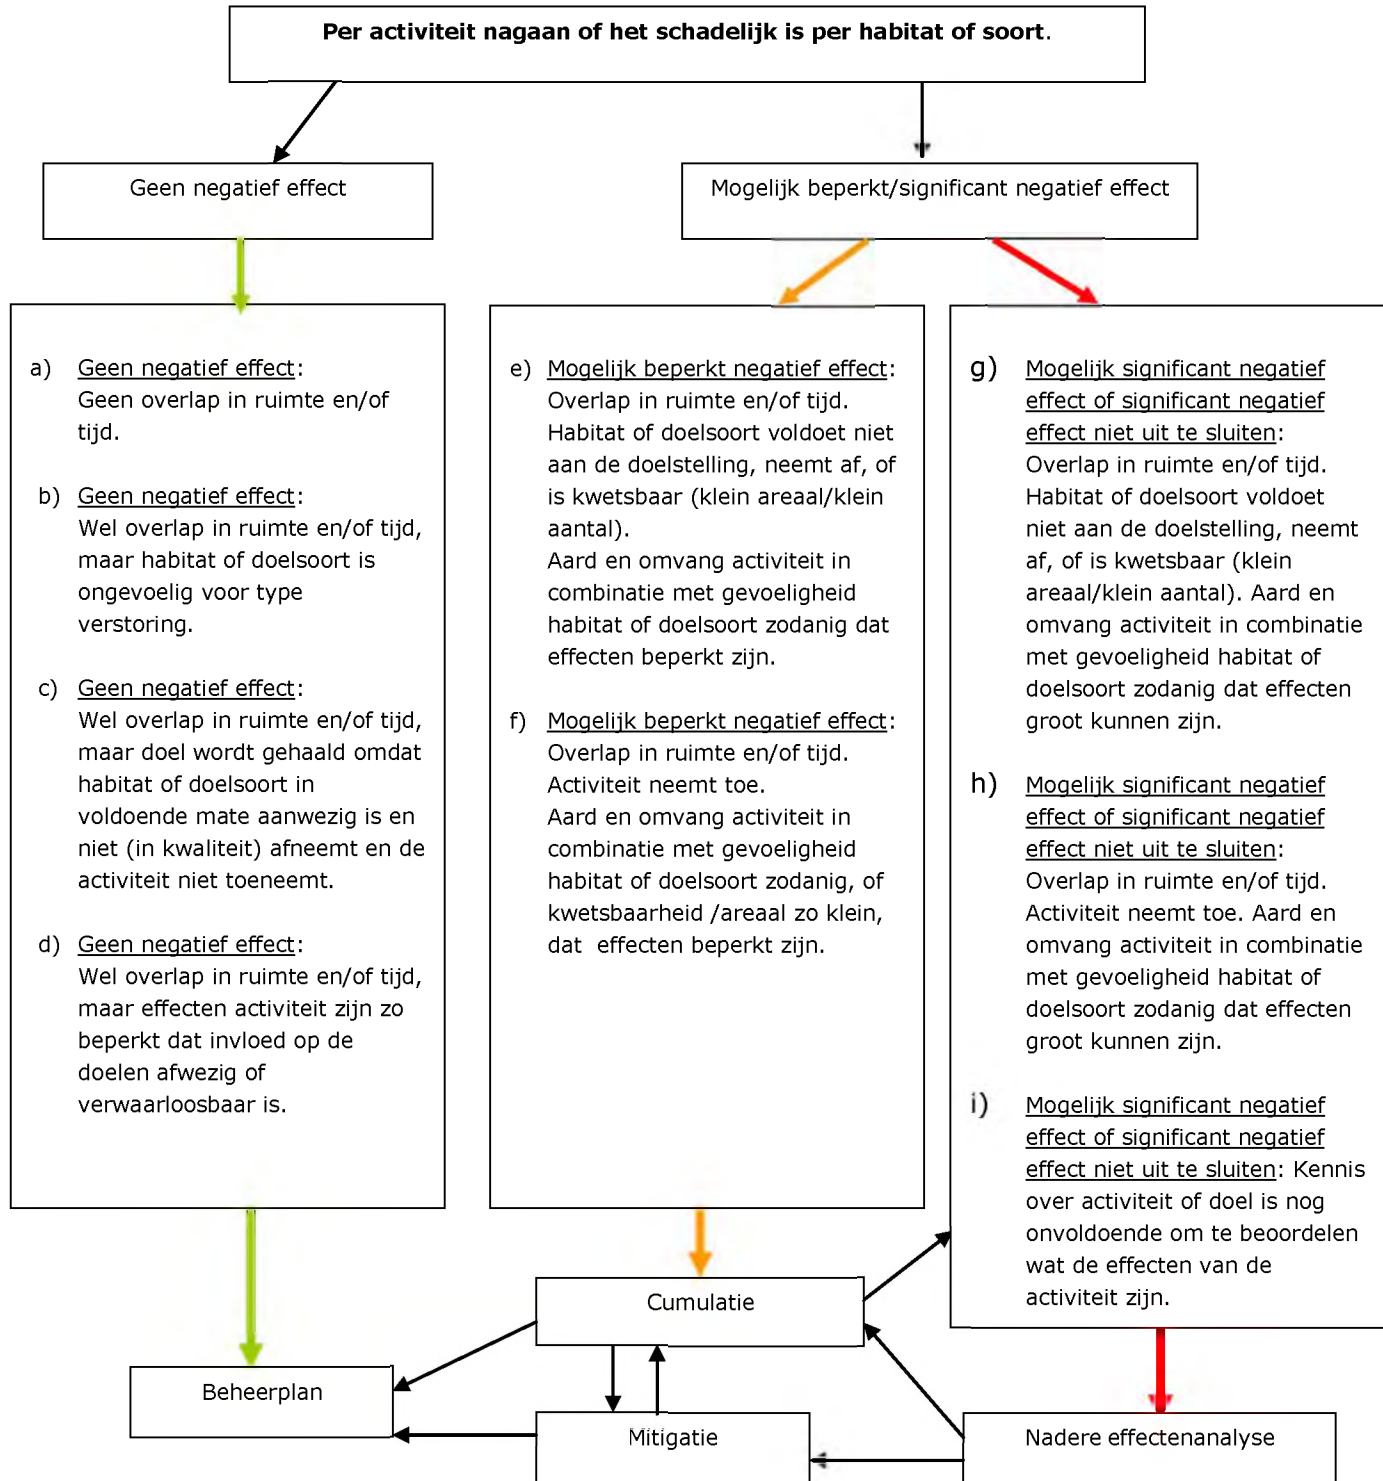 Per activiteit nagaan of het schadelijk is per habitat of soort.
Geen negatief effect
Mogelijk beperkt/significant negatief effect
a) Geen negatief effect:
Geen overlap in ruimte en/of
tijd.
b) Geen negatief effect:
Wel overlap in ruimte en/of tijd,
maar habitat of doelsoort is
ongevoelig voor type
verstoring.
c) Geen negatief effect:
Wel overlap in ruimte en/of tijd,
maar doel wordt gehaald omdat
habitat of doelsoort in
voldoende mate aanwezig is en
niet (in kwaliteit) afneemt en de
activiteit niet toeneemt.
d) Geen negatief effect:
Wel overlap in ruimte en/of tijd,
maar effecten activiteit zijn zo
beperkt dat invloed op de
doelen afwezig of
verwaarloosbaar is.
e) Mogelijk beperkt negatief effect:
Overlap in ruimte en/of tijd.
Habitat of doelsoort voldoet niet
aan de doelstelling, neemt af, of
is kwetsbaar (klein areaal/klein
aantal).
Aard en omvang activiteit in
combinatie met gevoeligheid
habitat of doelsoort zodanig dat
effecten beperkt zijn.
f) Mogelijk beperkt negatief effect:
Overlap in ruimte en/of tijd.
Activiteit neemt toe.
Aard en omvang activiteit in
combinatie met gevoeligheid
habitat of doelsoort zodanig, of
kwetsbaarheid /areaal zo klein,
dat effecten beperkt zijn.
g) Mogelijk significant negatief
effect of significant negatief
effect niet uit te sluiten:
Overlap in ruimte en/of tijd.
Habitat of doelsoort voldoet
niet aan de doelstelling, neemt
af, of is kwetsbaar (klein
areaal/klein aantal). Aard en
omvang activiteit in combinatie
met gevoeligheid habitat of
doelsoort zodanig dat effecten
groot kunnen zijn.
h) Mogelijk significant negatief
effect of significant negatief
effect niet uit te sluiten:
Overlap in ruimte en/of tijd.
Activiteit neemt toe. Aard en
omvang activiteit in combinatie
met gevoeligheid habitat of
doelsoort zodanig dat effecten
groot kunnen zijn.
i) Mogelijk significant negatief
effect of significant negatief
effect niet uit te sluiten: Kennis
over activiteit of doel is nog
onvoldoende om te beoordelen
wat de effecten van de
activiteit zijn.
Cumulatie
Beheerplan
Mitigatie
Nadere effectenanalyse